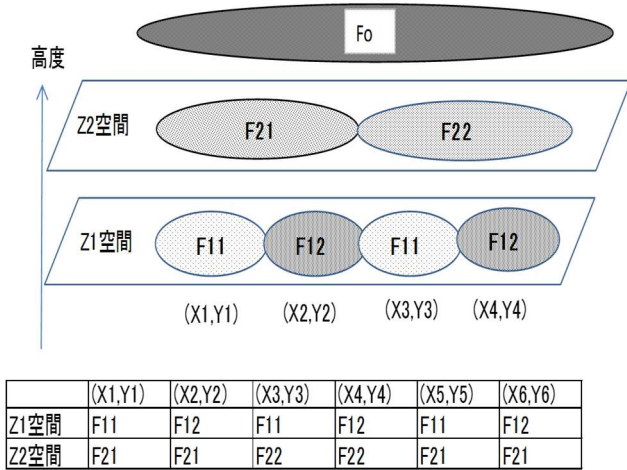 Fo
高度
Z2空間
F21 F22
Z1空間
F11 F12 F11 F12
(X1,Y1) (X2,Y2) (X3,Y3) (X4,Y4)
(X1,Y1) (X2,Y2) (X3,Y3) (X4,Y4) (X5,Y5) (X6,Y6)
Z1空間 F11 F12 F11 F12 F11 F12
Z2空間 F21 F21 F22 F22 F21 F21